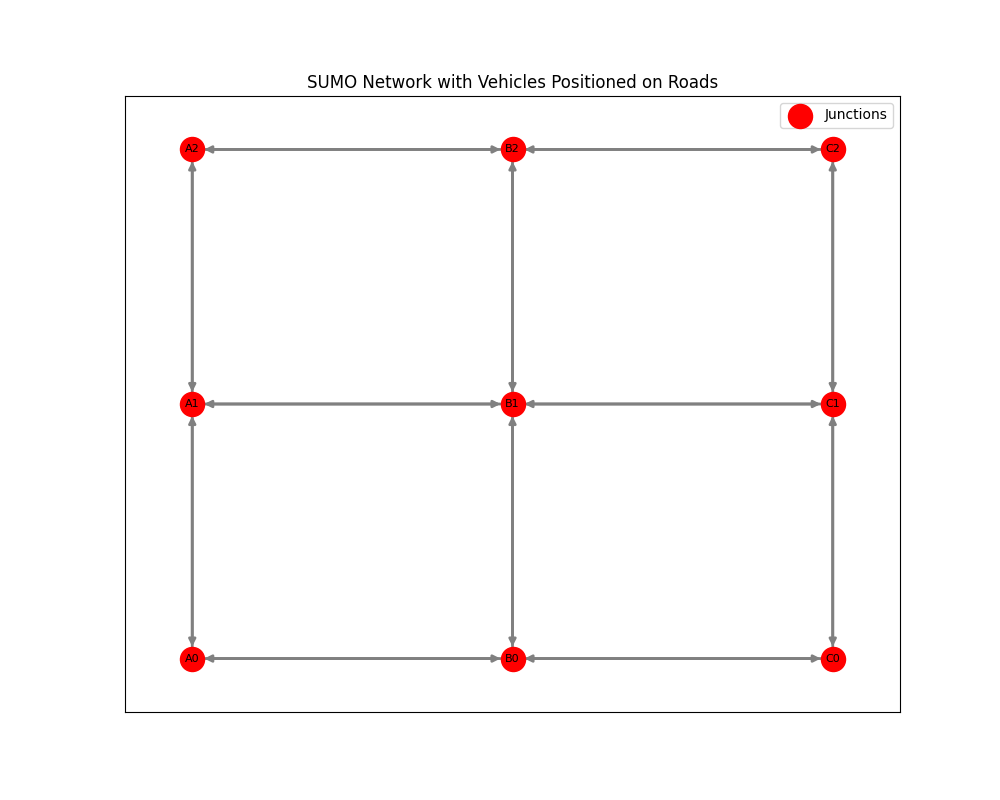 SUMO Network with Vehicles Positioned on Roads
Junctions
A2 B2 C2
A1 B1 C1
A0 B0 C0